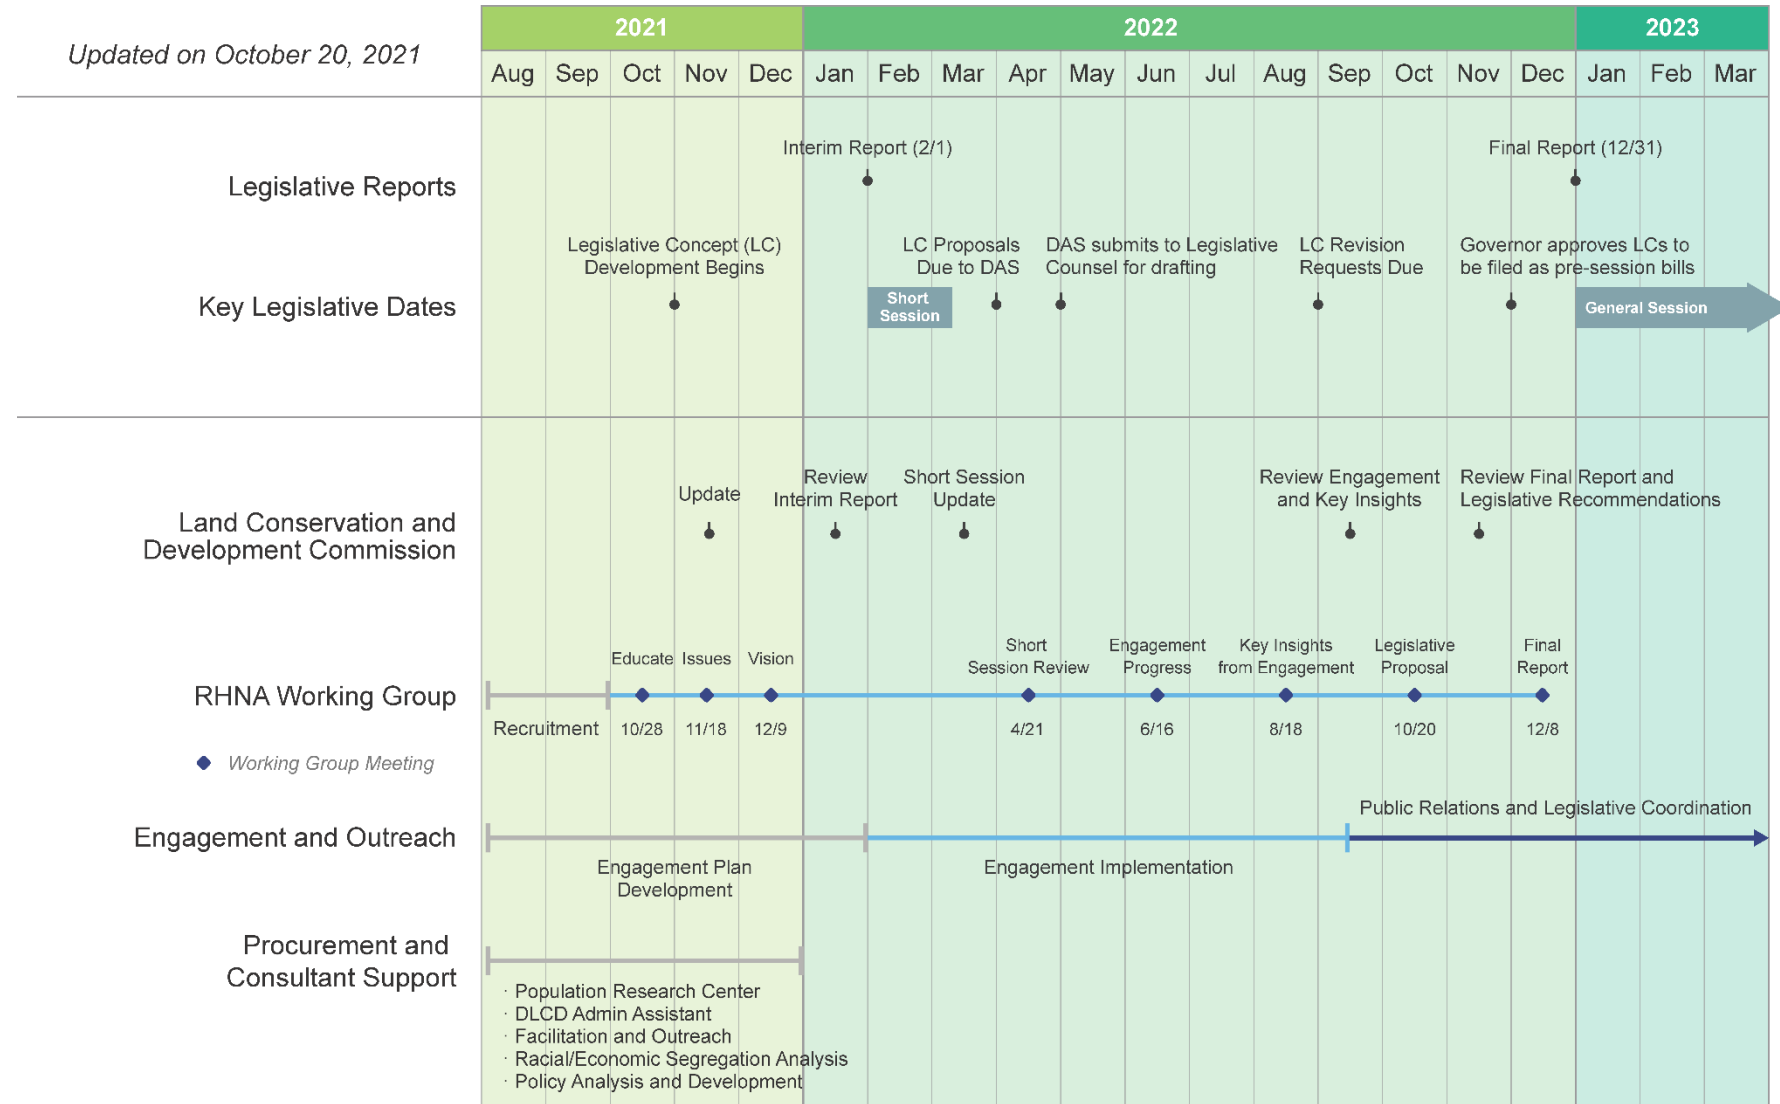 Updated on October 20, 2021
2021
2022
2023
Aug Sep Oct Nov Dec Jan Feb Mar Apr May Jun Jul Aug Sep Oct Nov Dec Jan Feb Mar
Legislative Reports
Interim Report (2/1)
Final Report (12/31)
Key Legislative Dates
Legislative Concept (LC)
Development Begins
Short
Session
LC Proposals
Due to DAS
DAS submits to Legislative
Counsel for drafting
LC Revision
Requests Due
Governor approves LCs to
be filed as pre-session bills
General Session
Land Conservation and
Development Commission
Update
Review
Interim Report
Short Session
Update
Review Engagement
and Key Insights
Review Final Report and
Legislative Recommendations
RHNA Working Group
Recruitment
Educate
10/28
Issues
11/18
Vision
12/9
Short
Session Review
4/21
Engagement
Progress
6/16
Key Insights
from Engagement
8/18
Legislative
Proposal
10/20
Final
Report
12/8
Working Group Meeting
Engagement and Outreach
Engagement Plan
Development
Engagement Implementation
Public Relations and Legislative Coordination
Procurement and
Consultant Support
· Population Research Center
· DLCD Admin Assistant
· Facilitation and Outreach
· Racial/Economic Segregation Analysis
· Policy Analysis and Development